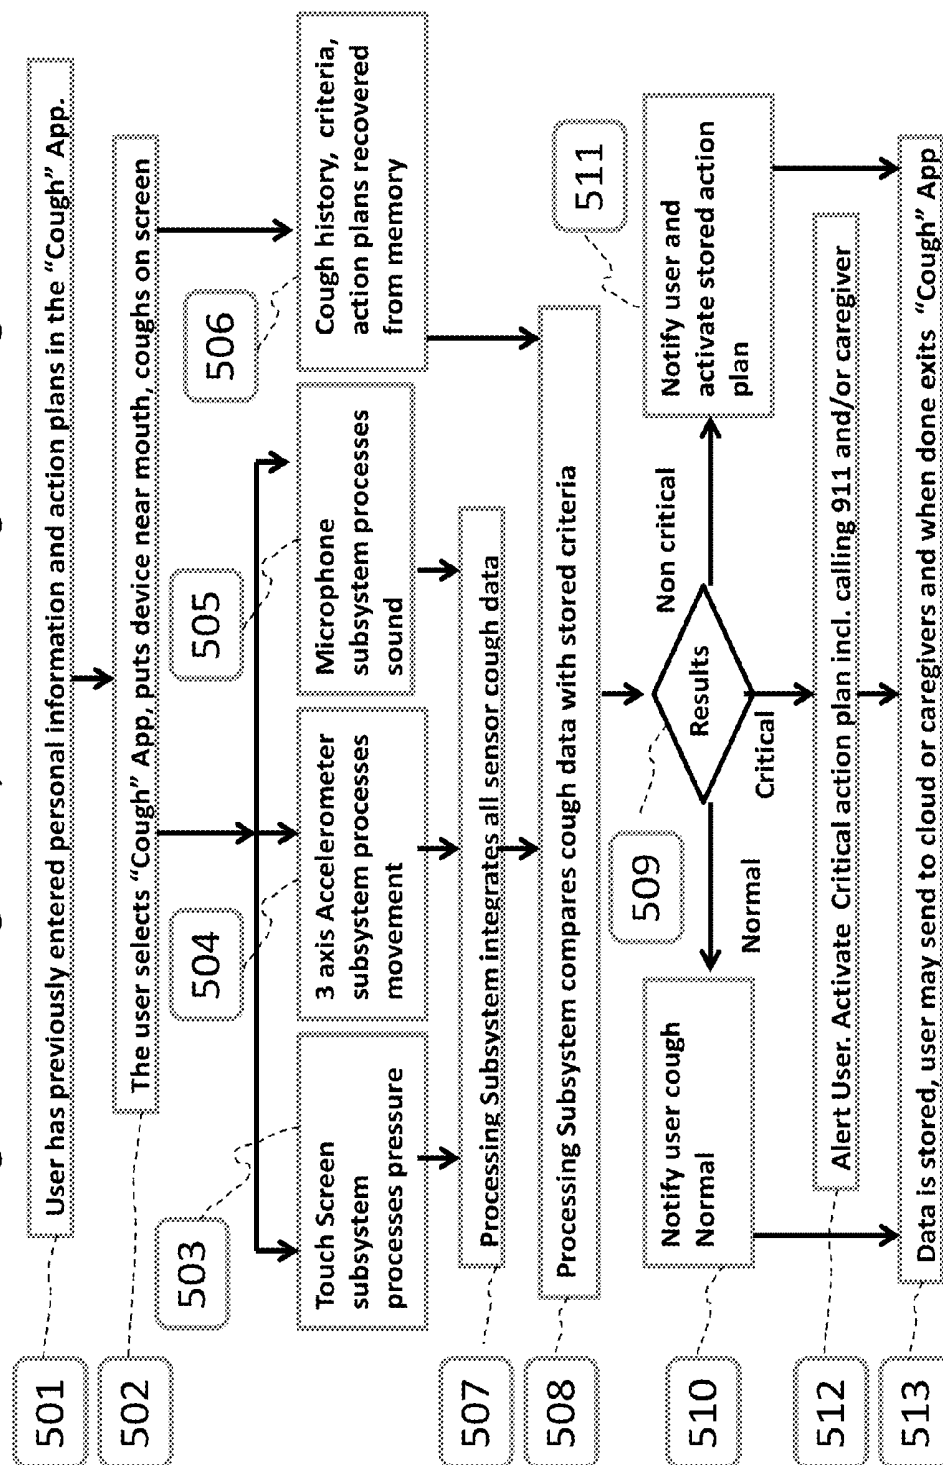 501
User has previously entered personal information and action plans in the “Cough” App.
502
The user selects “Cough” App, puts device near mouth, coughs on screen
503
504
505
506
Touch Screen
subsystem
processes pressure
3 axis Accelerometer
subsystem processes
movement
Microphone
subsystem processes
sound
Cough history, criteria,
action plans recovered
from memory
507
Processing Subsystem integrates all sensor cough data
508
Processing Subsystem compares cough data with stored criteria
509
Results
Normal
Critical
Non critical
510
Notify user cough
Normal
511
Notify user and
activate stored action
plan
512
Alert User. Activate Critical action plan incl. calling 911 and/or caregiver
513
Data is stored, user may send to cloud or caregivers and when done exits “Cough” App